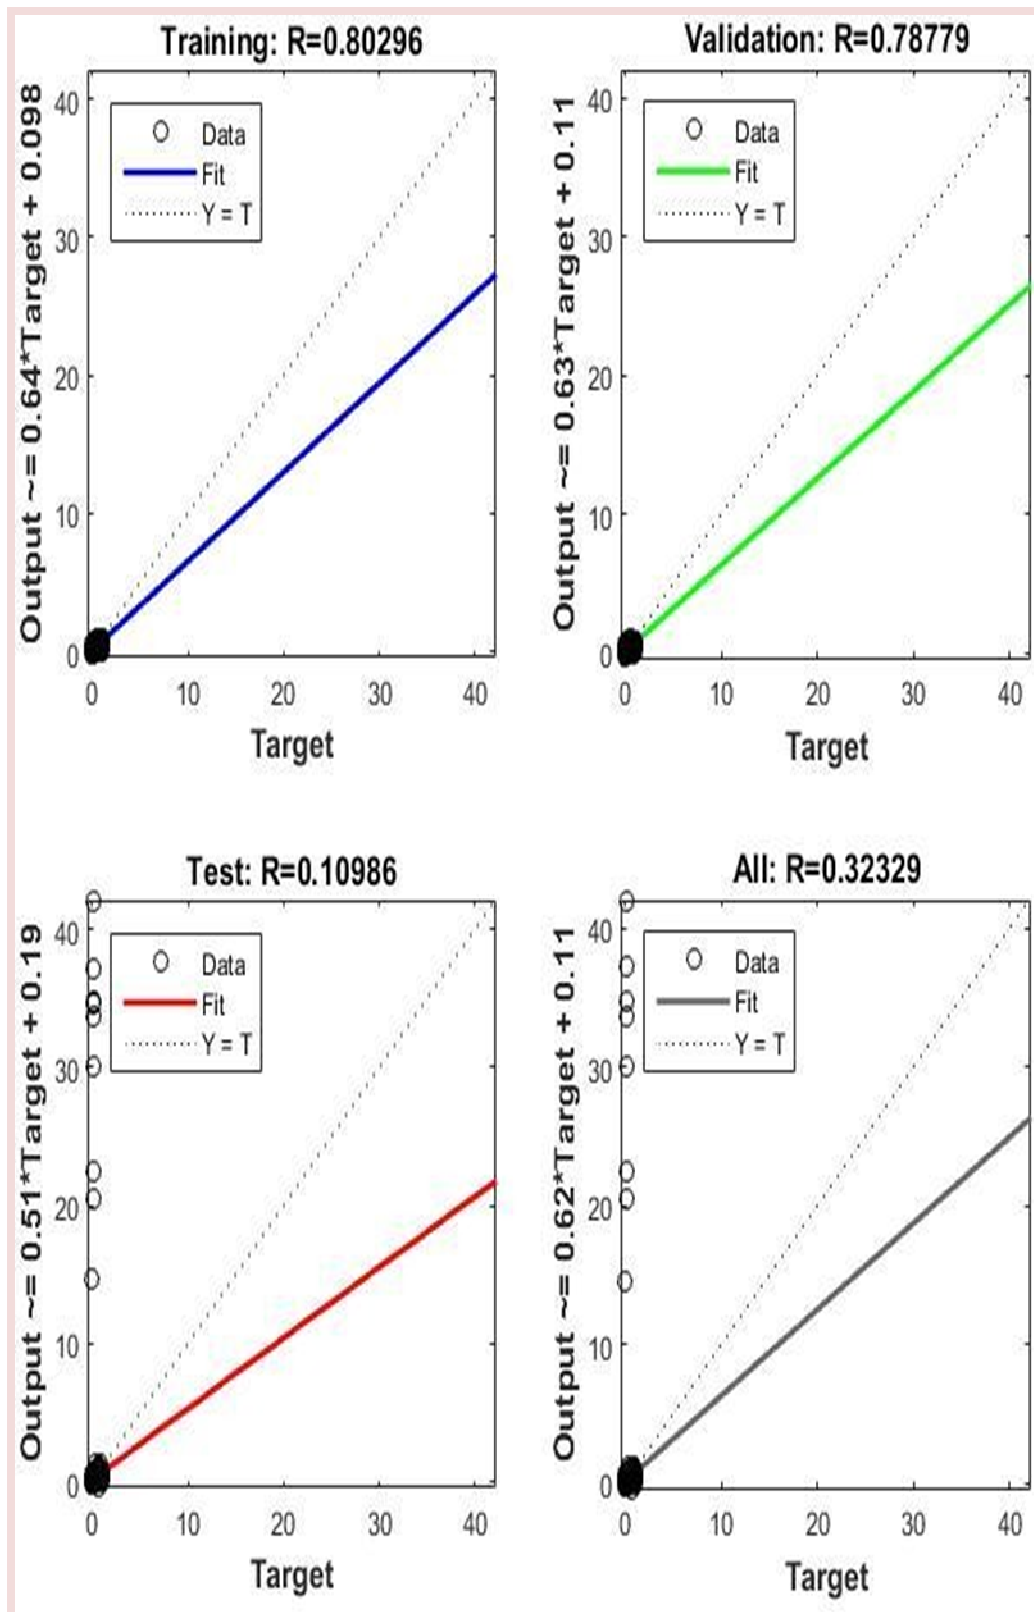 Training: R=0.80296
Output ~= 0.64*Target + 0.098
40
30
20
10
0
Data
Fit
Y = T
0 10 20 30 40
Target
Validation: R=0.78779
Output ~= 0.63*Target + 0.11
40
30
20
10
0
Data
Fit
Y = T
0 10 20 30 40
Target
Test: R=0.10986
Output ~= 0.51*Target + 0.19
40
30
20
10
0
Data
Fit
Y = T
0 10 20 30 40
Target
All: R=0.32329
Output ~= 0.62*Target + 0.11
40
30
20
10
0
Data
Fit
Y = T
0 10 20 30 40
Target